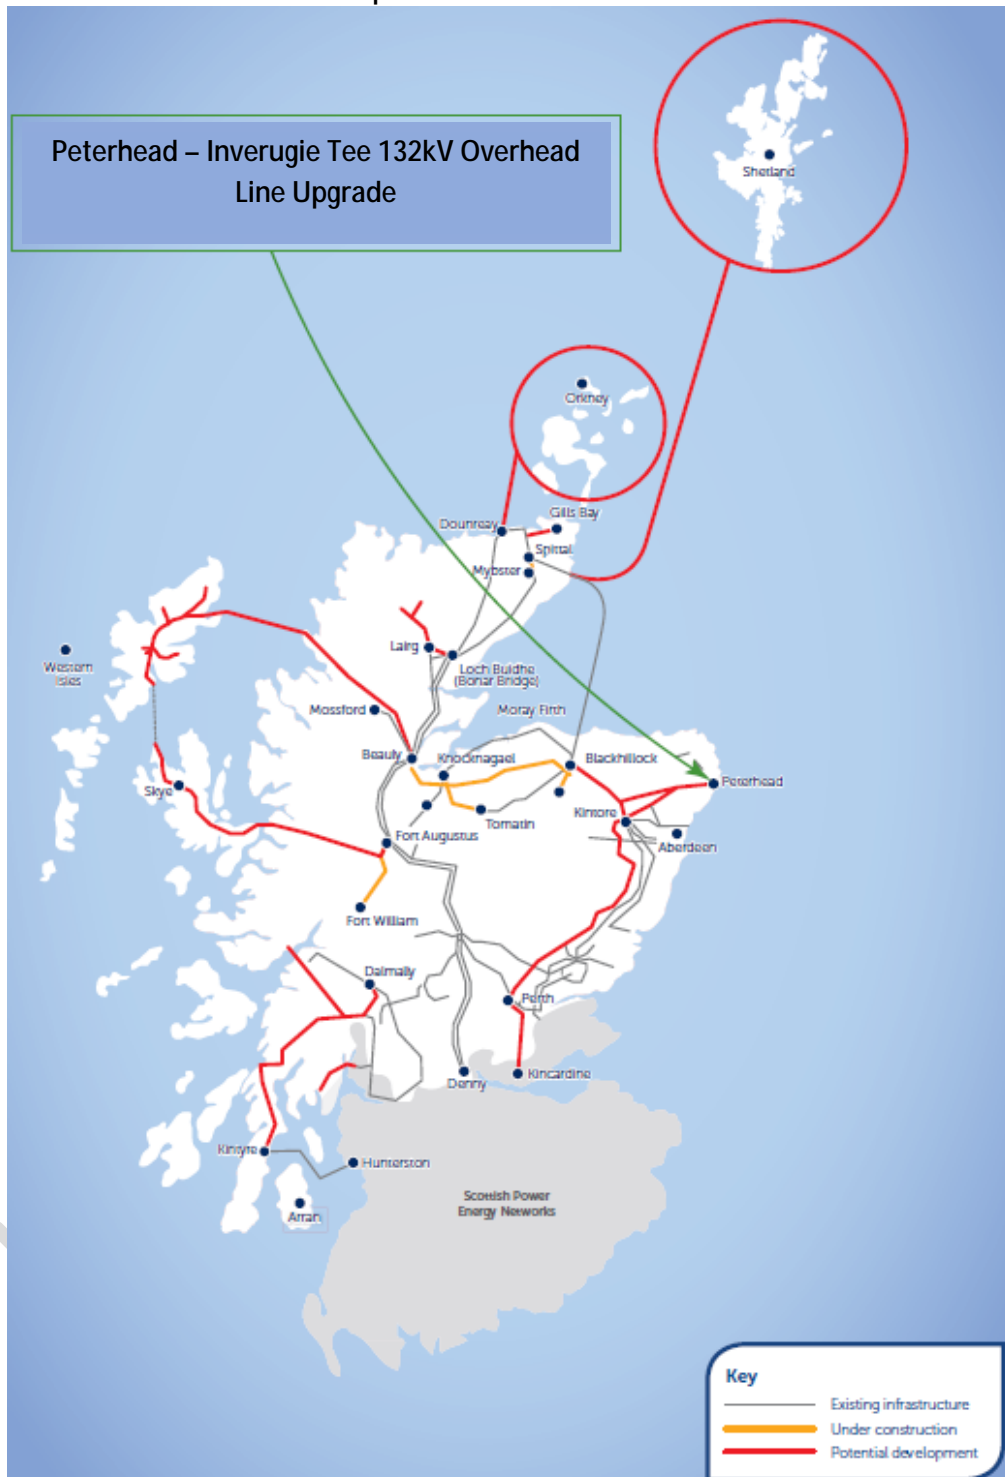 Peterhead – Inverugie Tee 132kV Overhead
Line Upgrade
Shetland
Orkney
Gills Bay
Dounreay
Spittal
Mybster
Lairg
Loch Buidhe
(Bonar Bridge)
Western
Isles
Mossford
Moray Firth
Beauly
Knocknagael
Blackhillock
Peterhead
Skye
Tomatin
Kintore
Fort Augustus
Aberdeen
Fort William
Dalmally
Perth
Denny
Kincardine
Kintyre
Hunterston
Scottish Power
Energy Networks
Arran
Key
Existing infrastructure
Under construction
Potential development